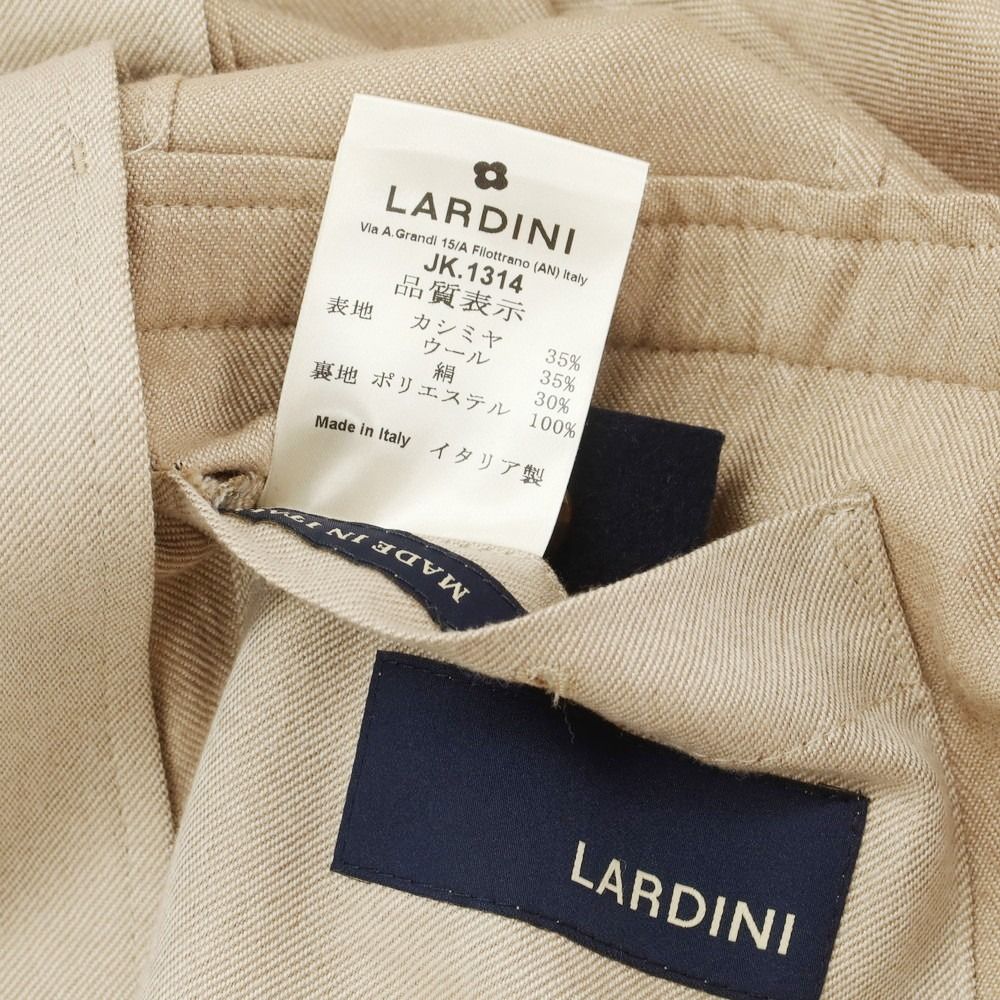 LARDINI
Via A.Grandi 15/A Filottrano (AN) Italy
JK.1314
品質表示
表地 カシミヤ 35%
ウール 35%
絹 30%
裏地 ポリエステル 100%
Made in Italy イタリア製
MADE IN ITAL
LARDINI